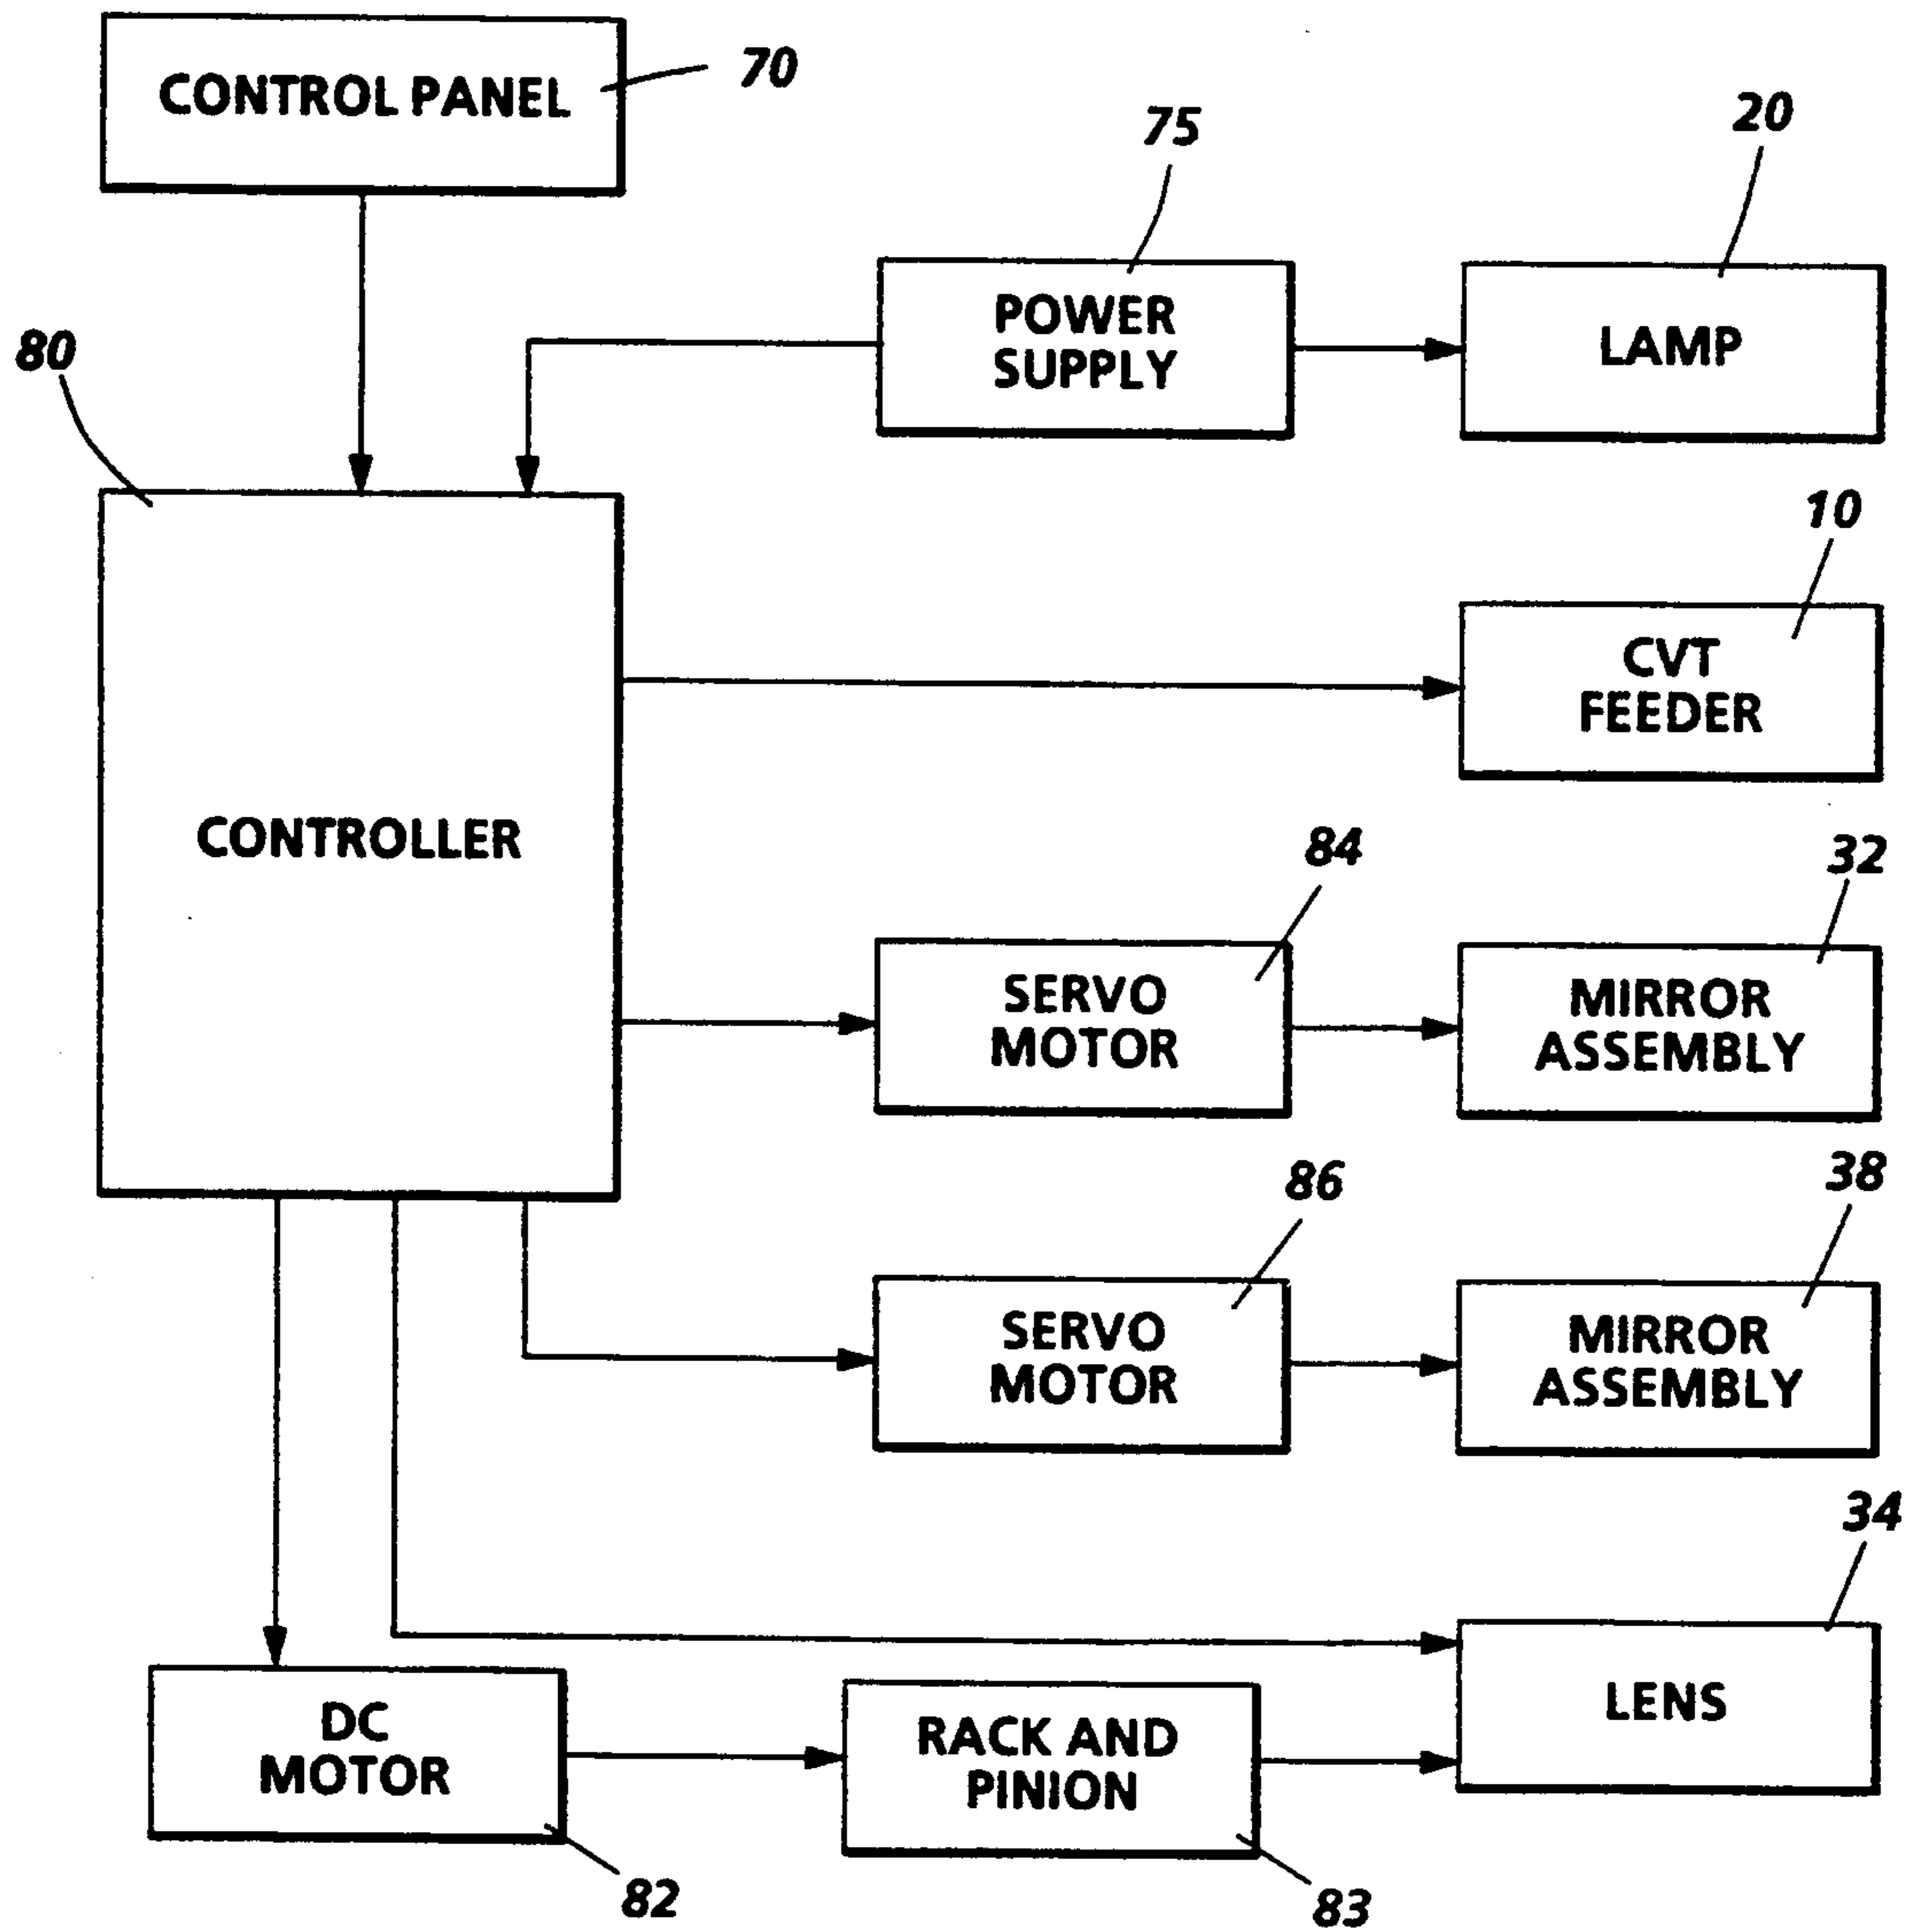 CONTROL PANEL
70
75
20
POWER
SUPPLY
LAMP
80
10
CVT
FEEDER
CONTROLLER
84
32
SERVO
MOTOR
MIRROR
ASSEMBLY
86
38
SERVO
MOTOR
MIRROR
ASSEMBLY
34
LENS
DC
MOTOR
RACK AND
PINION
82
83